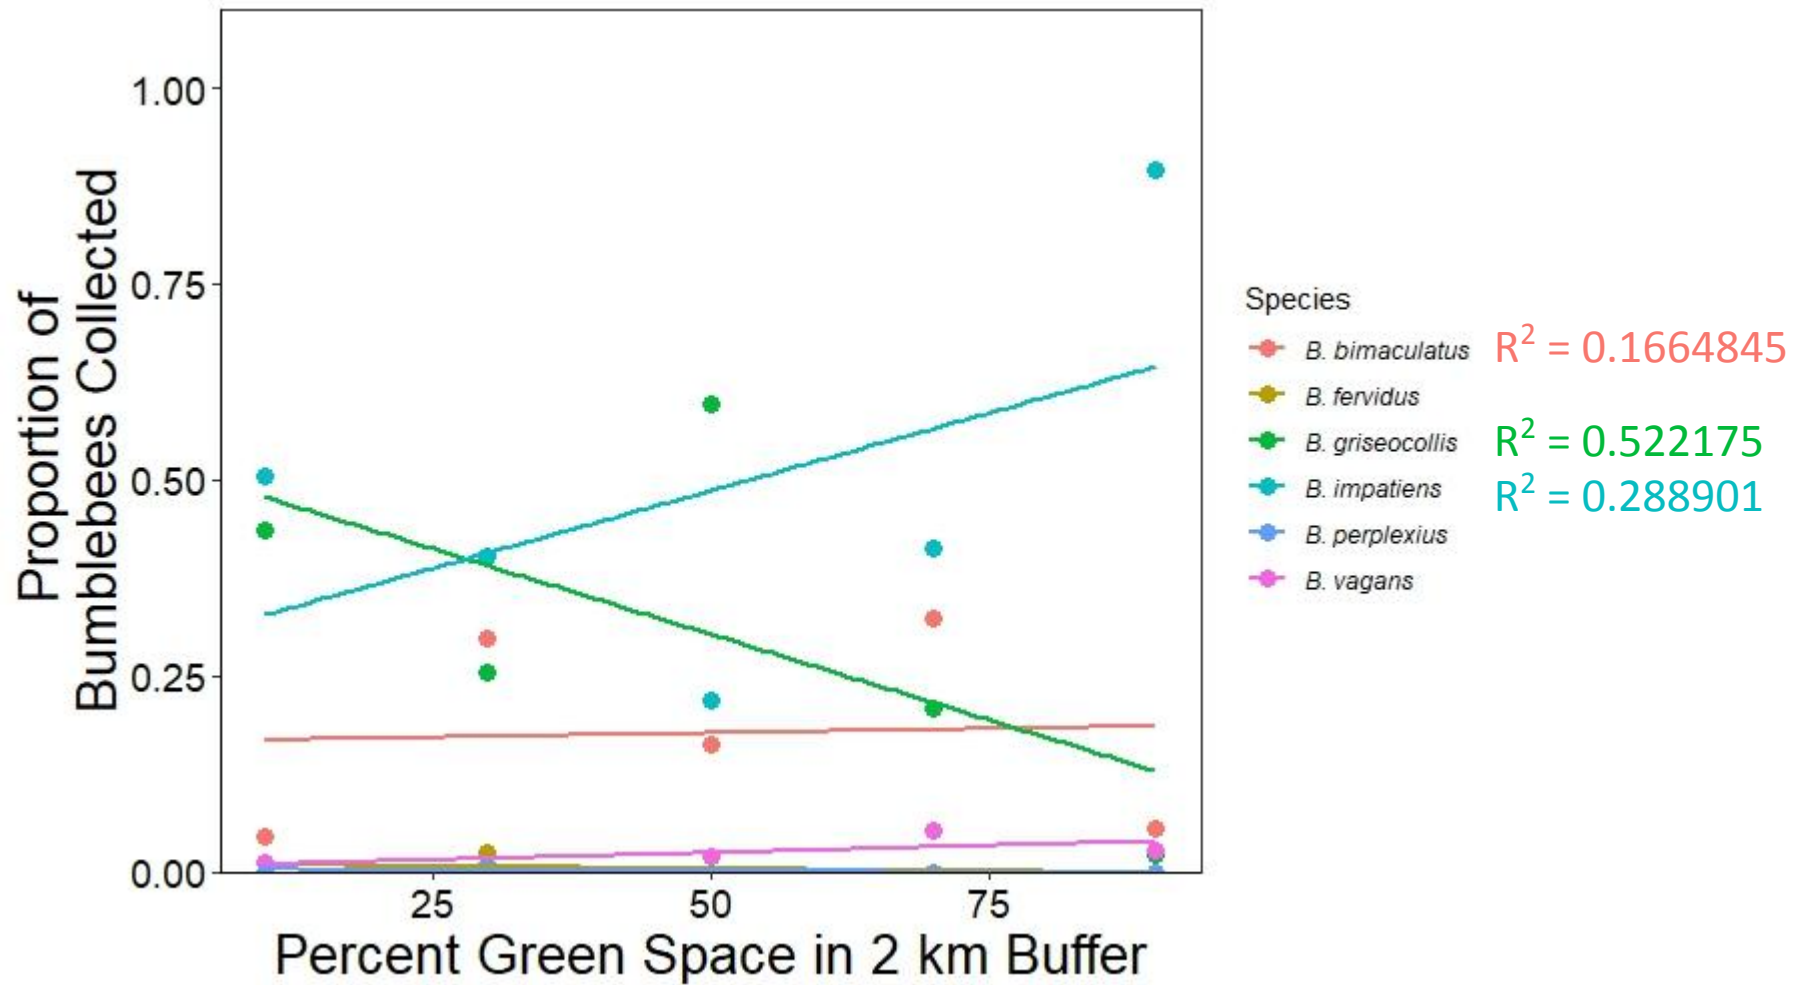 Proportion of
Bumblebees Collected
1.00
0.75
0.50
0.25
0.00
25 50 75
Percent Green Space in 2 km Buffer
Species
B. bimaculatus R² = 0.1664845
B. fervidus
B. griseocollis R² = 0.522175
B. impatiens R² = 0.288901
B. perplexius
B. vagans